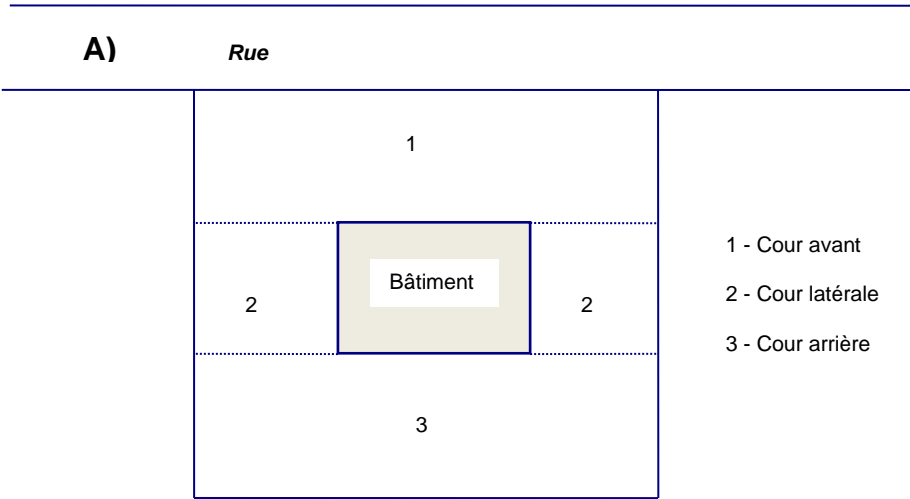 A) Rue
1
Bâtiment
2 2
3
1 - Cour avant
2 - Cour latérale
3 - Cour arrière